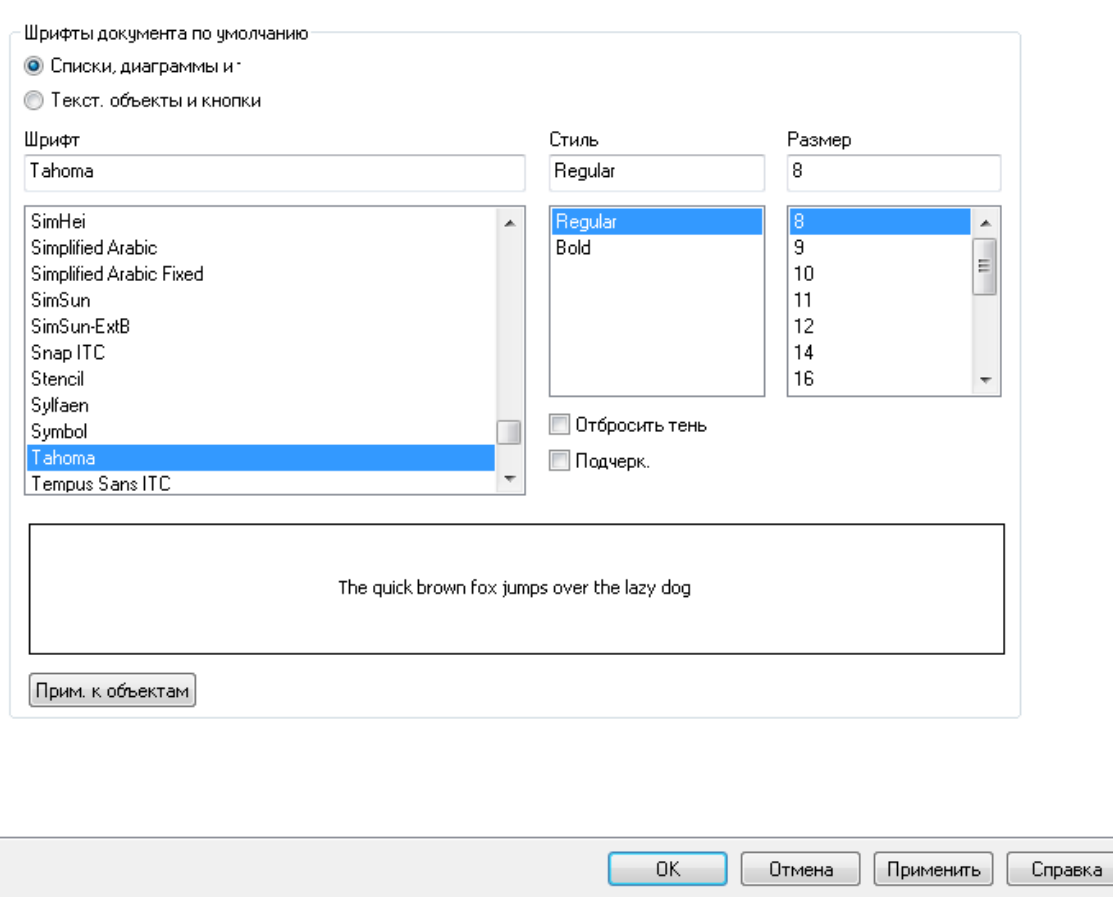 Шрифты документа по умолчанию
Списки, диаграммы и
Текст. объекты и кнопки
Шрифт
Tahoma
SimHei
Simplified Arabic
Simplified Arabic Fixed
SimSun
SimSun-ExtB
Snap ITC
Stencil
Sylfaen
Symbol
Tahoma
Tempus Sans ITC
Стиль
Regular
Regular
Bold
Размер
8
8
9
10
11
12
14
16
Отбросить тень
Подчерк.
The quick brown fox jumps over the lazy dog
Прим. к объектам
OK
Отмена
Применить
Справка